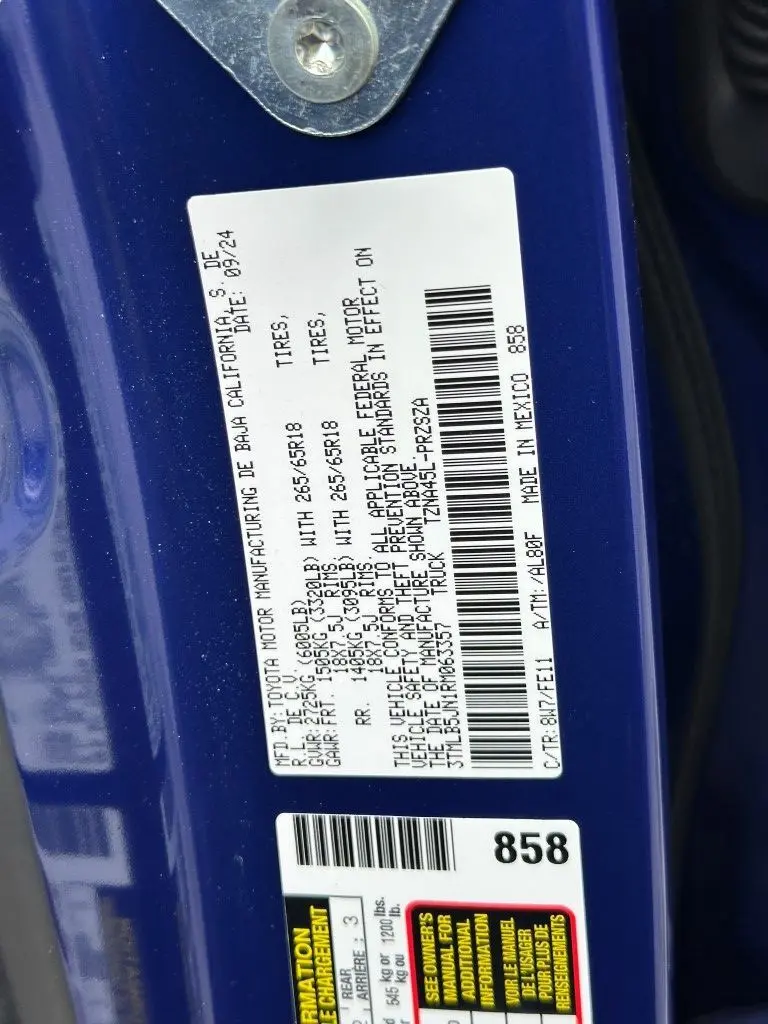 MFD.BY:TOYOTA MOTOR MANUFACTURING DE BAJA CALIFORNIA, S. DE
R.L. DE C.V. DATE: 09/24
GVWR:2725KG (6005LB)
GAWR:FRT. 1505KG (3320LB) WITH 265/65R18 TIRES,
18X7.5J RIMS.
RR. 1405KG (3095LB) WITH 265/65R18 TIRES,
18X7.5J RIMS.
THIS VEHICLE CONFORMS TO ALL APPLICABLE FEDERAL MOTOR
VEHICLE SAFETY AND THEFT PREVENTION STANDARDS IN EFFECT ON
THE DATE OF MANUFACTURE SHOWN ABOVE.
3TMLB5JN1RM063357 TRUCK TZNA45L-PRZSZA
C/TR:8W7/FE11 A/TM:/AL80F MADE IN MEXICO 858
858
REAR
ARRIÈRE : 3
545 kg or 1200 lbs.
kg ou lb.
SEE OWNER'S
MANUAL FOR
ADDITIONAL
INFORMATION
VOIR LE MANUEL
DE L'USAGER
POUR PLUS DE
RENSEIGNEMENTS